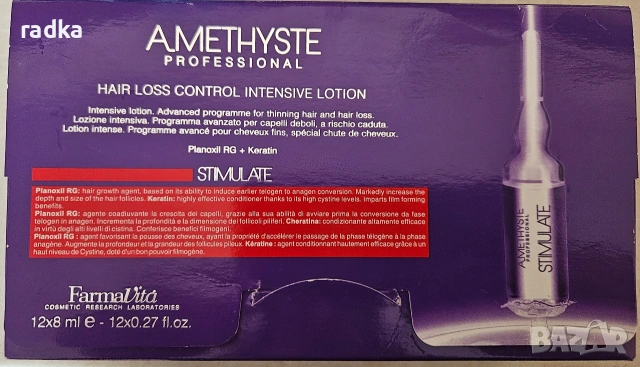 radka
AMETHYSTE
PROFESSIONAL
HAIR LOSS CONTROL INTENSIVE LOTION
Intensive lotion. Advanced programme for thinning hair and hair loss.
Lozione intensiva. Programma avanzato per capelli deboli, a rischio caduta.
Lotion intense. Programme avancé pour cheveux fins, spécial chute de cheveux.
Planoxil RG + Keratin
STIMULATE
Planoxil RG: hair growth agent, based on its ability to induce earlier telogen to anagen conversion. Markedly increase the
depth and size of the hair follicles. Keratin: highly effective conditioner thanks to its high cystine levels. Imparts film forming
benefits.
Planoxil RG: agente coadiuvante la crescita dei capelli, grazie alla sua abilità di avviare prima la conversione da fase
telogen in anagen. Incrementa la profondità e la dimensione dei follicoli piliferi. Cheratina: condizionante altamente efficace
in virtù degli alti livelli di cistina. Conferisce benefici filmogeni.
Planoxil RG : agent favorisant la pousse des cheveux, ayant la propriété d'accélérer le passage de la phase télogène à la phase
anagène. Augmente la profondeur et la grandeur des follicules pileux. Kératine : agent conditionnant hautement efficace grâce à un
haut niveau de Cystine, doté d'un bon pouvoir filmogène.
AMETHYSTE
PROFESSIONAL
STIMULATE
FarmaVita
COSMETIC RESEARCH LABORATORIES
12x8 ml e - 12x0.27 fl.oz.
BAZAR